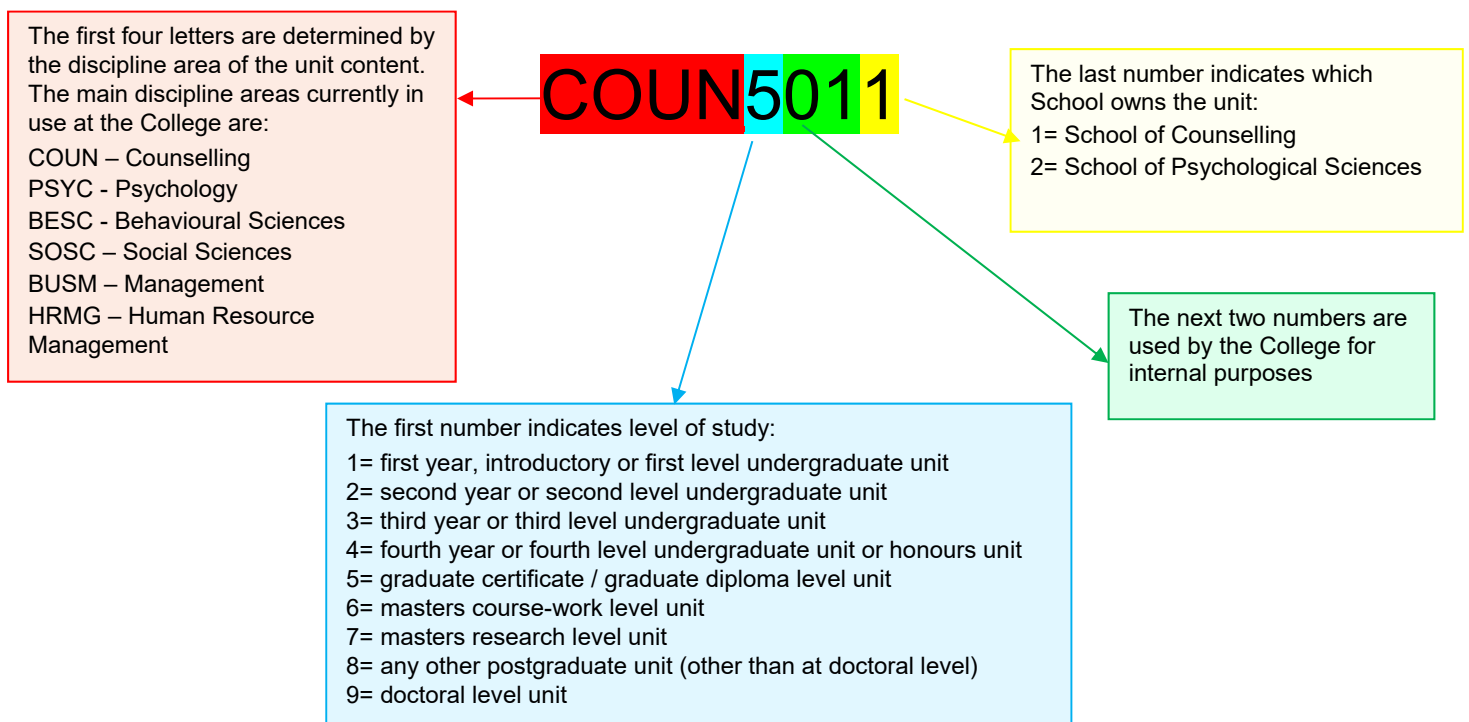 The first four letters are determined by
the discipline area of the unit content.
The main discipline areas currently in
use at the College are:
COUN – Counselling
PSYC - Psychology
BESC - Behavioural Sciences
SOSC – Social Sciences
BUSM – Management
HRMG – Human Resource
Management
COUN5011
The last number indicates which
School owns the unit:
1= School of Counselling
2= School of Psychological Sciences
The next two numbers are
used by the College for
internal purposes
The first number indicates level of study:
1= first year, introductory or first level undergraduate unit
2= second year or second level undergraduate unit
3= third year or third level undergraduate unit
4= fourth year or fourth level undergraduate unit or honours unit
5= graduate certificate / graduate diploma level unit
6= masters course-work level unit
7= masters research level unit
8= any other postgraduate unit (other than at doctoral level)
9= doctoral level unit